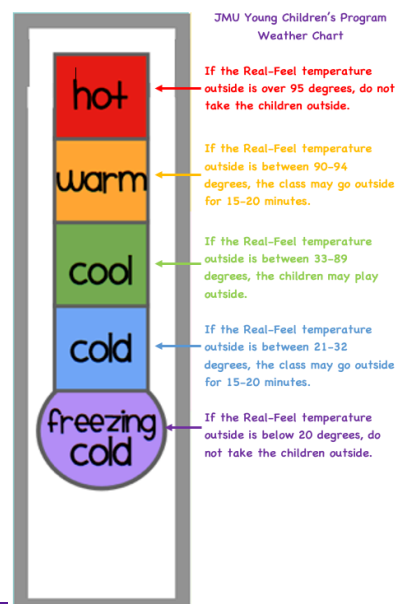 JMU Young Children's Program
Weather Chart
hot
If the Real-Feel temperature
outside is over 95 degrees, do not
take the children outside.
warm
If the Real-Feel temperature
outside is between 90-94
degrees, the class may go outside
for 15-20 minutes.
cool
If the Real-Feel temperature
outside is between 33-89
degrees, the children may play
outside.
cold
If the Real-Feel temperature
outside is between 21-32
degrees, the class may go outside
for 15-20 minutes.
freezing
cold
If the Real-Feel temperature
outside is below 20 degrees, do
not take the children outside.